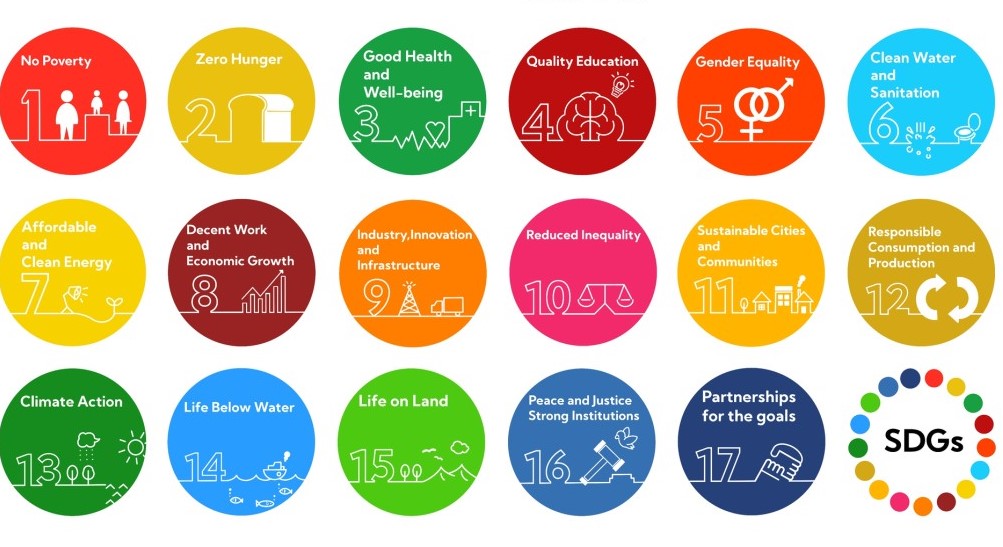 No Poverty
1
Zero Hunger
2
Good Health
and
Well-being
3
Quality Education
4
Gender Equality
5
Clean Water
and
Sanitation
6
Affordable
and
Clean Energy
7
Decent Work
and
Economic Growth
8
Industry,Innovation
and
Infrastructure
9
Reduced Inequality
10
Sustainable Cities
and
Communities
11
Responsible
Consumption and
Production
12
Climate Action
13
Life Below Water
14
Life on Land
15
Peace and Justice
Strong Institutions
16
Partnerships
for the goals
17
SDGs